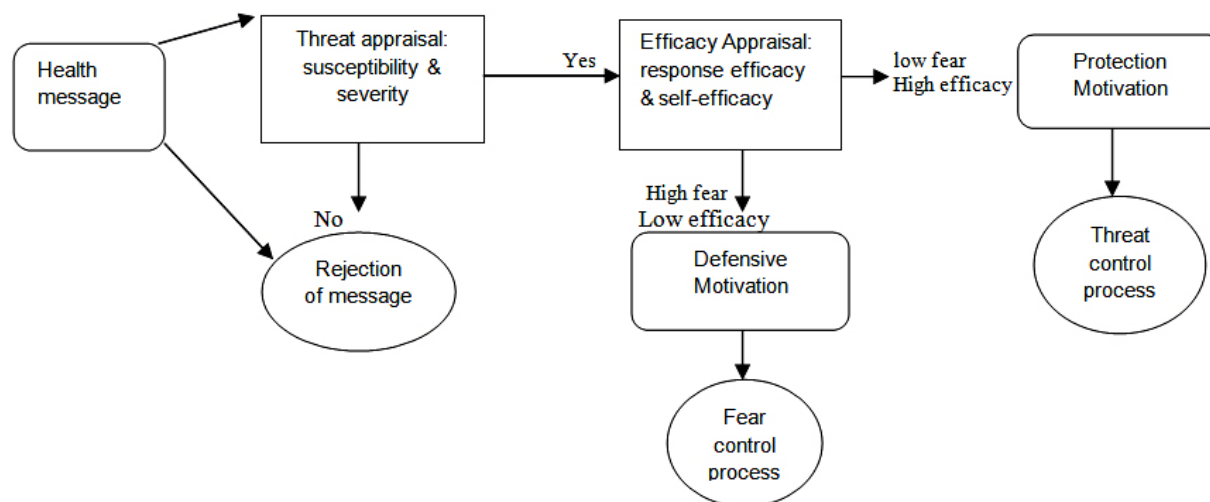 Health
message
Threat appraisal:
susceptibility &
severity
Yes
Efficacy Appraisal:
response efficacy
& self-efficacy
low fear
High efficacy
Protection
Motivation
No
Rejection
of message
High fear
Low efficacy
Defensive
Motivation
Threat
control
process
Fear
control
process